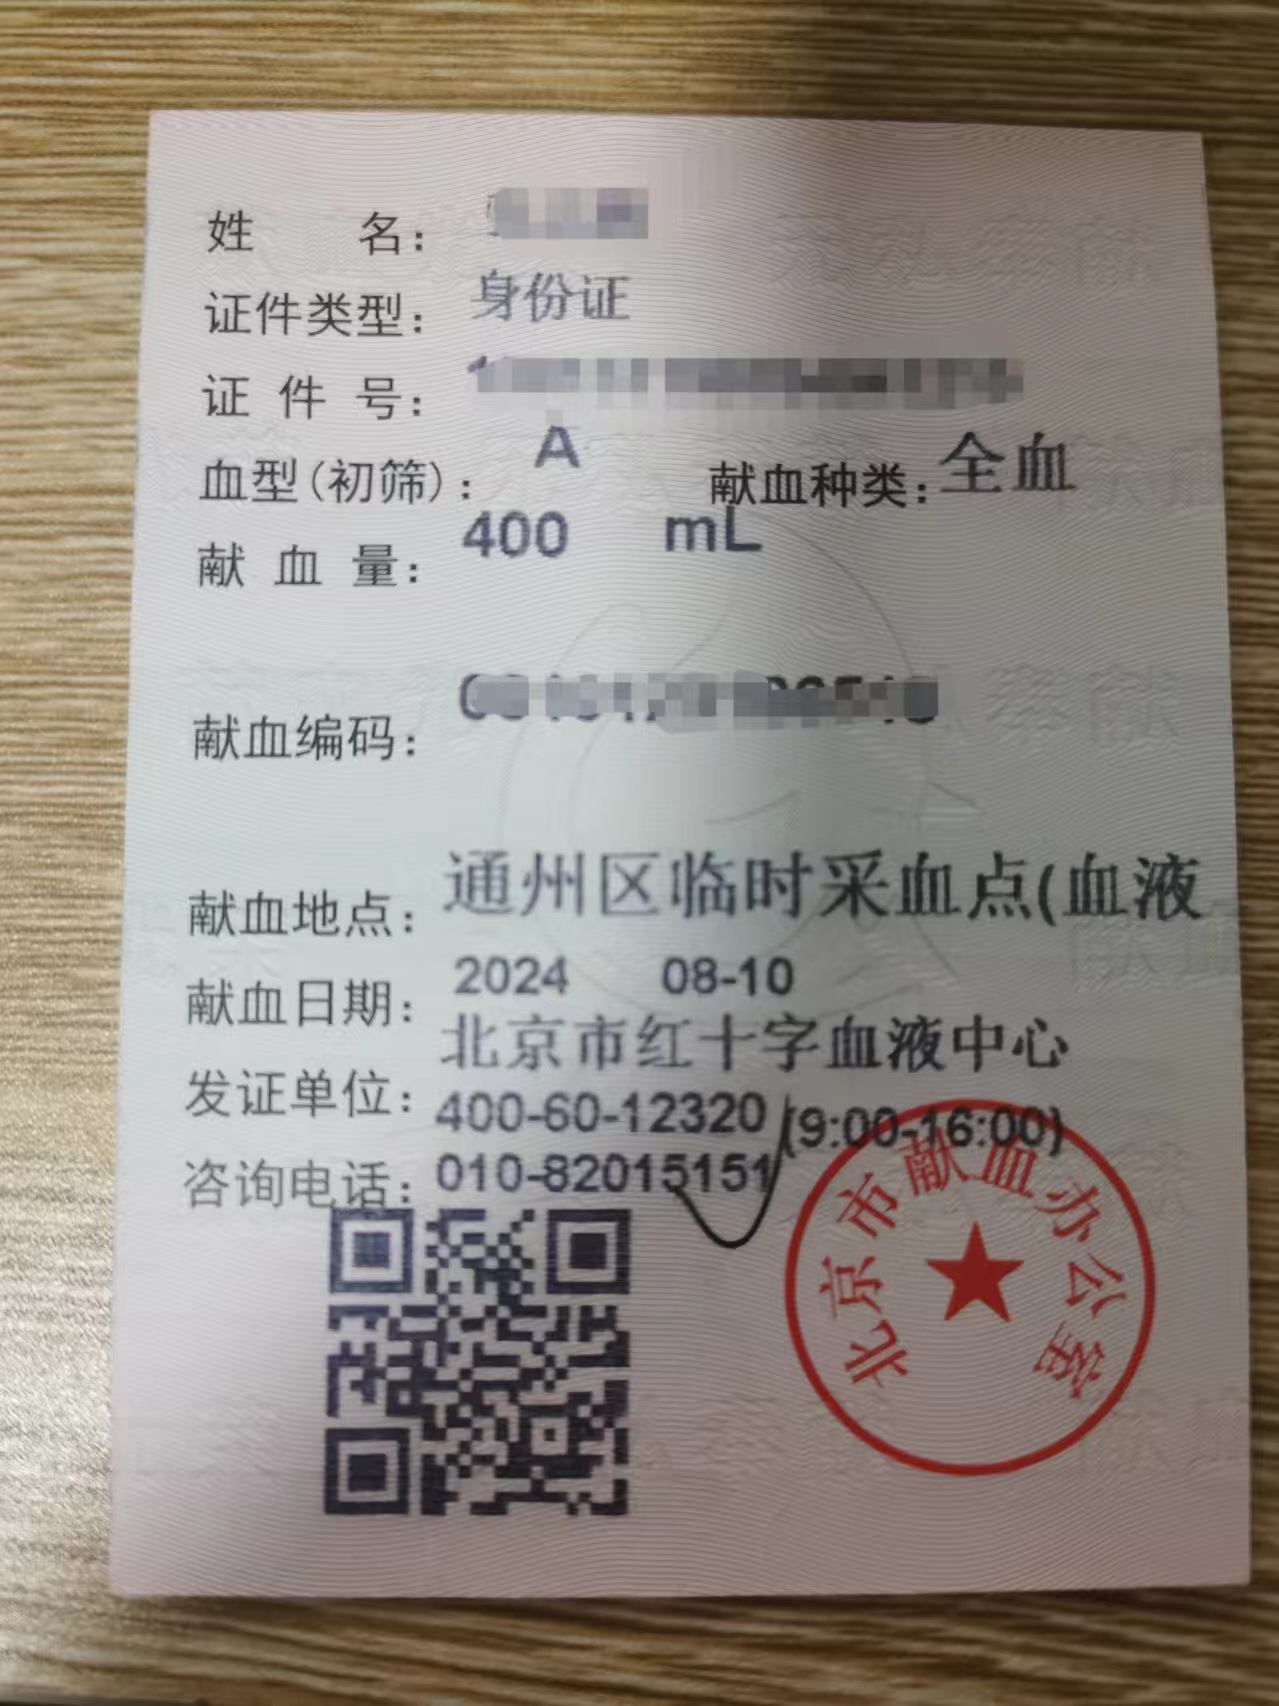 姓 名：
证件类型： 身份证
证 件 号：
血型(初筛)： A 献血种类：全血
献 血 量： 400 mL
献血编码：
献血地点： 通州区临时采血点(血液
献血日期： 2024 08-10
发证单位： 北京市红十字血液中心
咨询电话： 400-60-12320 (9:00-16:00)
010-82015151
北京市献血办公室